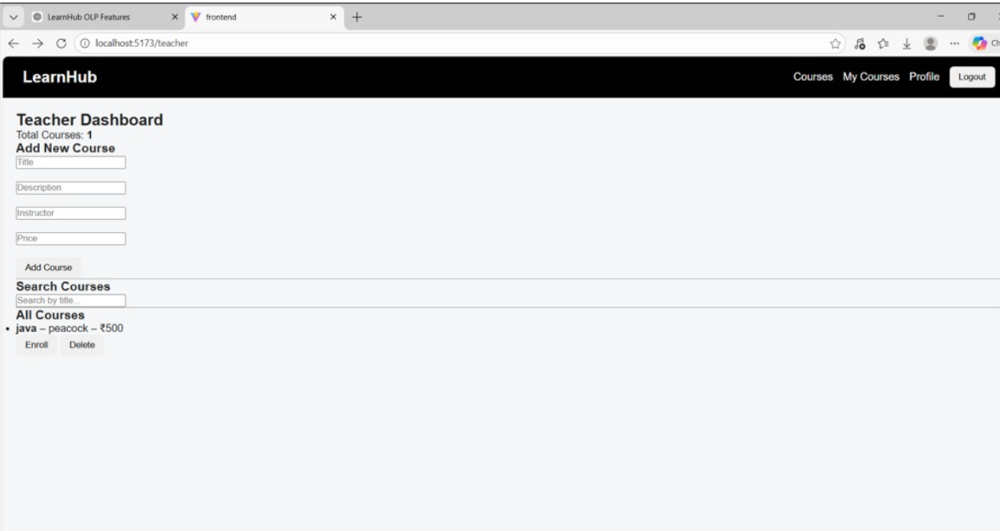 LearnHub OLP Features
frontend
localhost:5173/teacher
LearnHub
Courses My Courses Profile Logout
Teacher Dashboard
Total Courses: 1
Add New Course
Title
Description
Instructor
Price
Add Course
Search Courses
Search by title...
All Courses
• java – peacock – ₹500
Enroll Delete